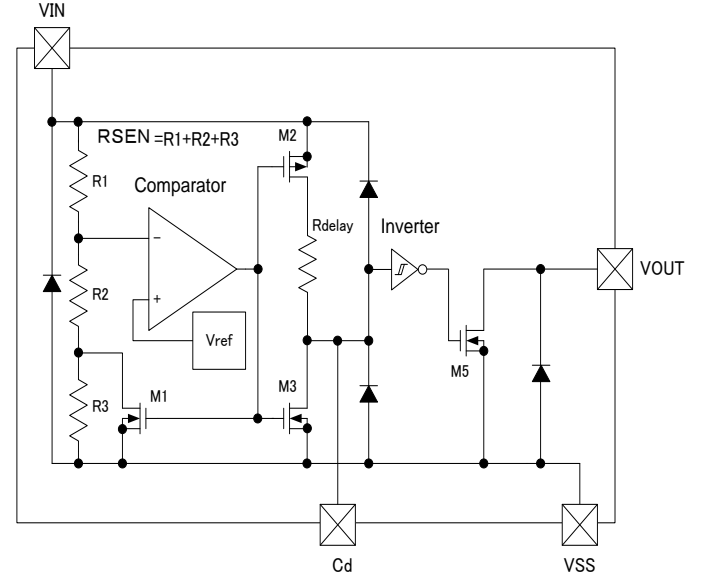 VIN
RSEN =R1+R2+R3
M2
R1
Comparator
Rdelay
Inverter
−
VOUT
R2
+
Vref
M5
M1
M3
R3
Cd
VSS